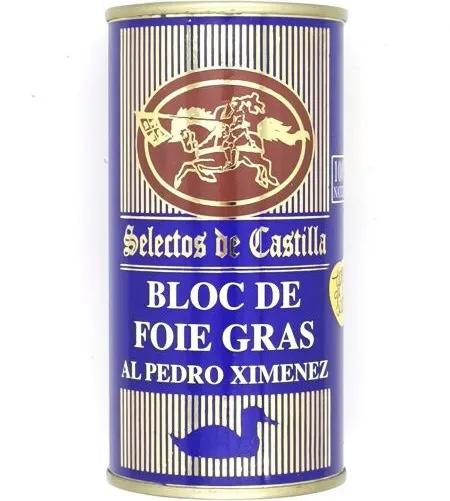 Selectos de Castilla
BLOC DE
FOIE GRAS
AL PEDRO XIMENEZ